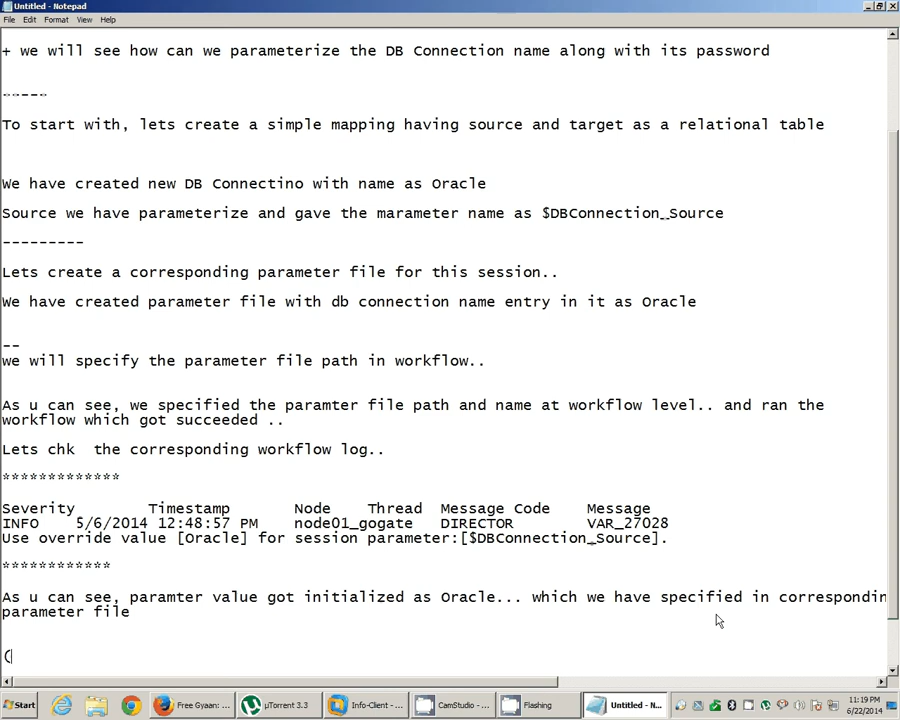 Untitled - Notepad
File Edit Format View Help
+ we will see how can we parameterize the DB Connection name along with its password
-----
To start with, lets create a simple mapping having source and target as a relational table
We have created new DB Connectino with name as Oracle
Source we have parameterize and gave the marameter name as $DBConnection_Source
---------
Lets create a corresponding parameter file for this session..
We have created parameter file with db connection name entry in it as Oracle
--
we will specify the parameter file path in workflow..
As u can see, we specified the paramter file path and name at workflow level.. and ran the
workflow which got succeeded ..
Lets chk  the corresponding workflow log..
*************
Severity Timestamp Node Thread Message Code Message
INFO 5/6/2014 12:48:57 PM node01_gogate DIRECTOR VAR_27028
Use override value [Oracle] for session parameter:[$DBConnection_Source].
************
As u can see, paramter value got initialized as Oracle... which we have specified in correspondin
parameter file
(
Start Free Gyaan: ... µTorrent 3.3 Info-Client - ... CamStudio - ... Flashing Untitled - N... 11:19 PM
6/22/2014